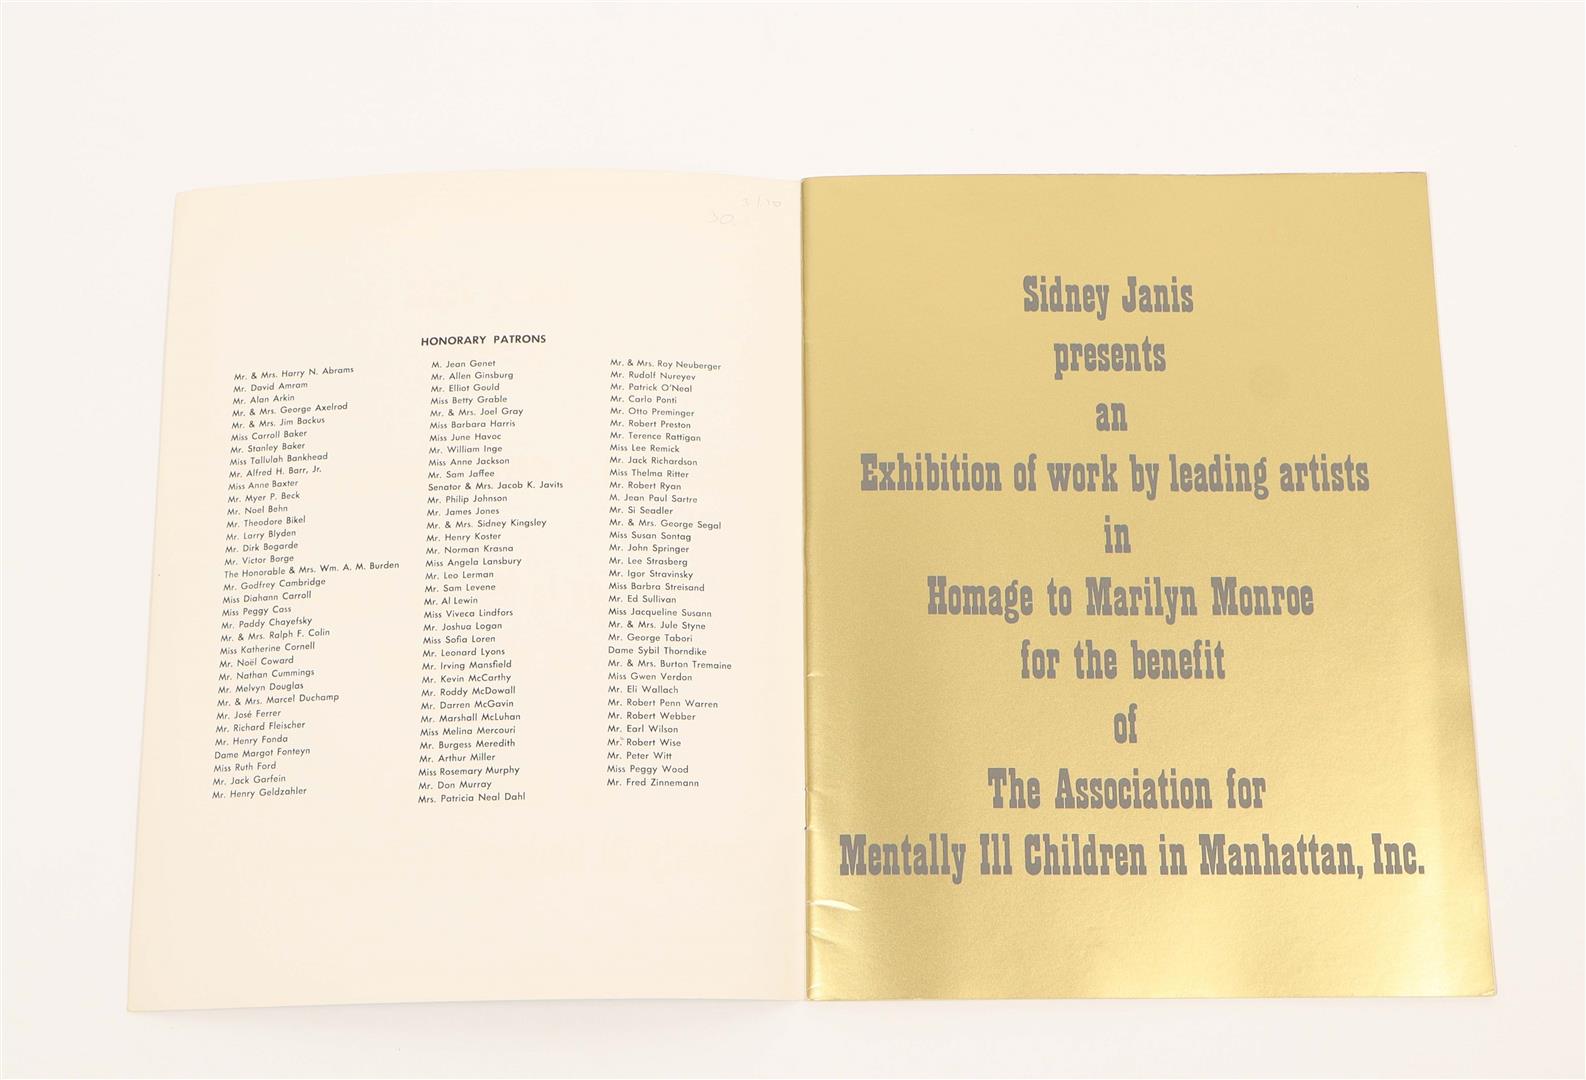 30
HONORARY PATRONS
Mr. & Mrs. Harry N. Abrams
Mr. David Amram
Mr. Alan Arkin
Mr. & Mrs. George Axelrod
Mr. & Mrs. Jim Backus
Miss Carroll Baker
Mr. Stanley Baker
Miss Tallulah Bankhead
Mr. Alfred H. Barr, Jr.
Miss Anne Baxter
Mr. Myer P. Beck
Mr. Noel Behn
Mr. Theodore Bikel
Mr. Larry Blyden
Mr. Dirk Bogarde
Mr. Victor Borge
The Honorable & Mrs. Wm. A. M. Burden
Mr. Godfrey Cambridge
Miss Diahann Carroll
Miss Peggy Cass
Mr. Paddy Chayefsky
Mr. & Mrs. Ralph F. Colin
Miss Katherine Cornell
Mr. Noël Coward
Mr. Nathan Cummings
Mr. Melvyn Douglas
Mr. & Mrs. Marcel Duchamp
Mr. José Ferrer
Mr. Richard Fleischer
Mr. Henry Fonda
Dame Margot Fonteyn
Miss Ruth Ford
Mr. Jack Garfein
Mr. Henry Geldzahler
M. Jean Genet
Mr. Allen Ginsburg
Mr. Elliot Gould
Miss Betty Grable
Mr. & Mrs. Joel Gray
Miss Barbara Harris
Miss June Havoc
Mr. William Inge
Miss Anne Jackson
Mr. Sam Jaffee
Senator & Mrs. Jacob K. Javits
Mr. Philip Johnson
Mr. James Jones
Mr. & Mrs. Sidney Kingsley
Mr. Henry Koster
Mr. Norman Krasna
Miss Angela Lansbury
Mr. Leo Lerman
Mr. Sam Levene
Mr. Al Lewin
Miss Viveca Lindfors
Mr. Joshua Logan
Miss Sofia Loren
Mr. Leonard Lyons
Mr. Irving Mansfield
Mr. Kevin McCarthy
Mr. Roddy McDowall
Mr. Darren McGavin
Mr. Marshall McLuhan
Miss Melina Mercouri
Mr. Burgess Meredith
Mr. Arthur Miller
Miss Rosemary Murphy
Mr. Don Murray
Mrs. Patricia Neal Dahl
Mr. & Mrs. Roy Neuberger
Mr. Rudolf Nureyev
Mr. Patrick O'Neal
Mr. Carlo Ponti
Mr. Otto Preminger
Mr. Robert Preston
Mr. Terence Rattigan
Miss Lee Remick
Mr. Jack Richardson
Miss Thelma Ritter
Mr. Robert Ryan
M. Jean Paul Sartre
Mr. Si Seadler
Mr. & Mrs. George Segal
Miss Susan Sontag
Mr. John Springer
Mr. Lee Strasberg
Mr. Igor Stravinsky
Miss Barbra Streisand
Mr. Ed Sullivan
Miss Jacqueline Susann
Mr. & Mrs. Jule Styne
Mr. George Tabori
Dame Sybil Thorndike
Mr. & Mrs. Burton Tremaine
Miss Gwen Verdon
Mr. Eli Wallach
Mr. Robert Penn Warren
Mr. Robert Webber
Mr. Earl Wilson
Mr. Robert Wise
Mr. Peter Witt
Miss Peggy Wood
Mr. Fred Zinnemann
Sidney Janis
presents
an
Exhibition of work by leading artists
in
Homage to Marilyn Monroe
for the benefit
of
The Association for
Mentally Ill Children in Manhattan, Inc.